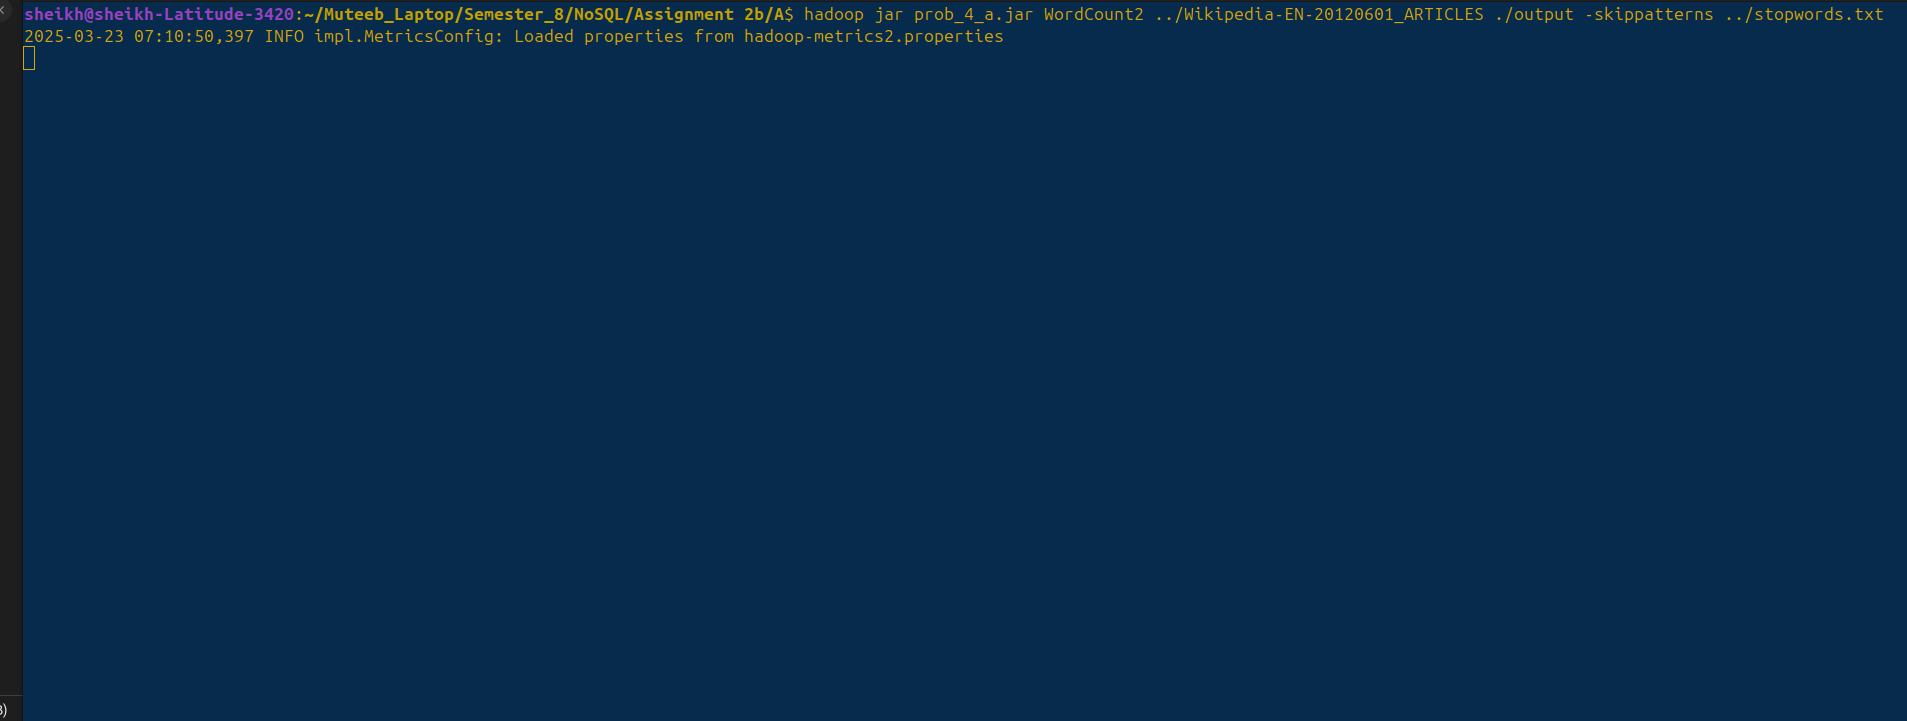 sheikh@sheikh-Latitude-3420:~/Muteeb_Laptop/Semester_8/NoSQL/Assignment 2b/A$ hadoop jar prob_4_a.jar WordCount2 ../Wikipedia-EN-20120601_ARTICLES ./output -skippatterns ../stopwords.txt
2025-03-23 07:10:50,397 INFO impl.MetricsConfig: Loaded properties from hadoop-metrics2.properties